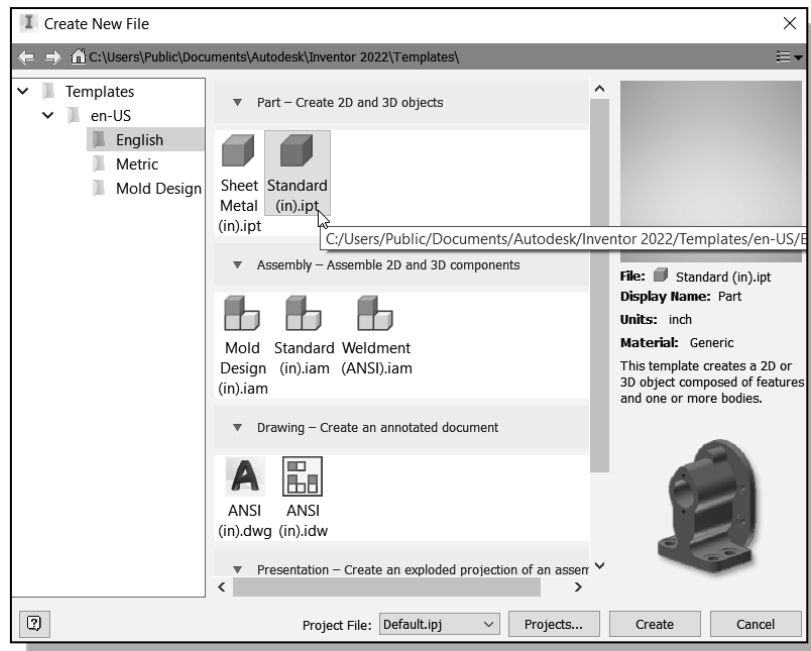 Create New File
C:\Users\Public\Documents\Autodesk\Inventor 2022\Templates\
Templates
en-US
English
Metric
Mold Design
Part – Create 2D and 3D objects
Sheet Metal (in).ipt
Standard (in).ipt
C:/Users/Public/Documents/Autodesk/Inventor 2022/Templates/en-US/E
Assembly – Assemble 2D and 3D components
Mold Design (in).iam
Standard (in).iam
Weldment (ANSI).iam
Drawing – Create an annotated document
ANSI (in).dwg
ANSI (in).idw
Presentation – Create an exploded projection of an assem
File: Standard (in).ipt
Display Name: Part
Units: inch
Material: Generic
This template creates a 2D or
3D object composed of features
and one or more bodies.
Project File: Default.ipj
Projects...
Create
Cancel